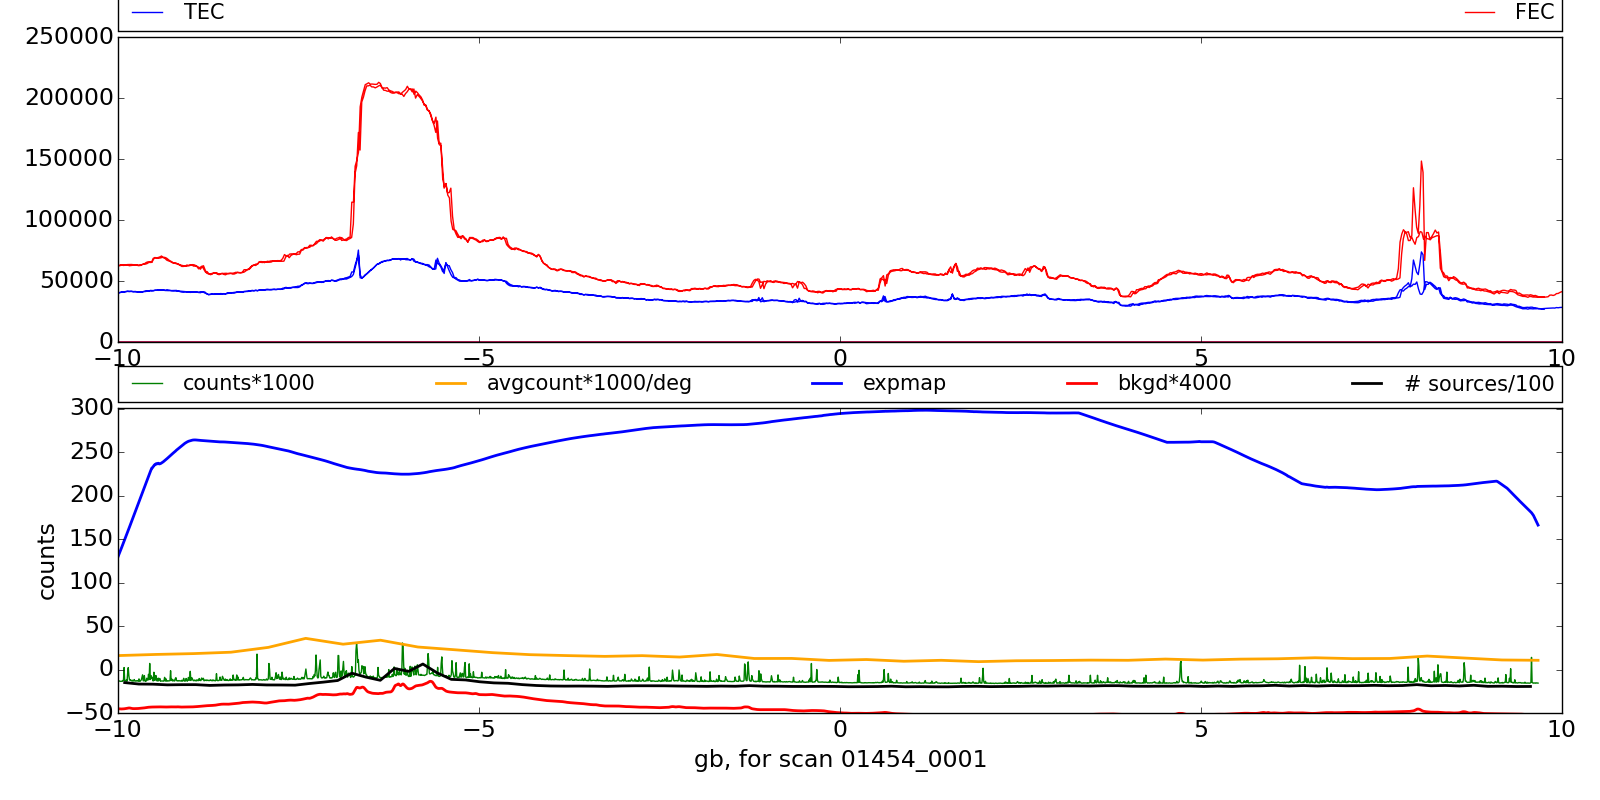 TEC FEC
250000
200000
150000
100000
50000
0
−10 −5 0 5 10
counts*1000 avgcount*1000/deg expmap bkgd*4000 # sources/100
300
250
200
150
100
50
0
−50
counts
−10 −5 0 5 10
gb, for scan 01454_0001